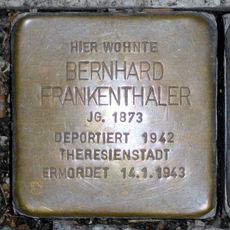 HIER WOHNTE
BERNHARD
FRANKENTHALER
JG. 1873
DEPORTIERT 1942
THERESIENSTADT
ERMORDET 14.1.1943